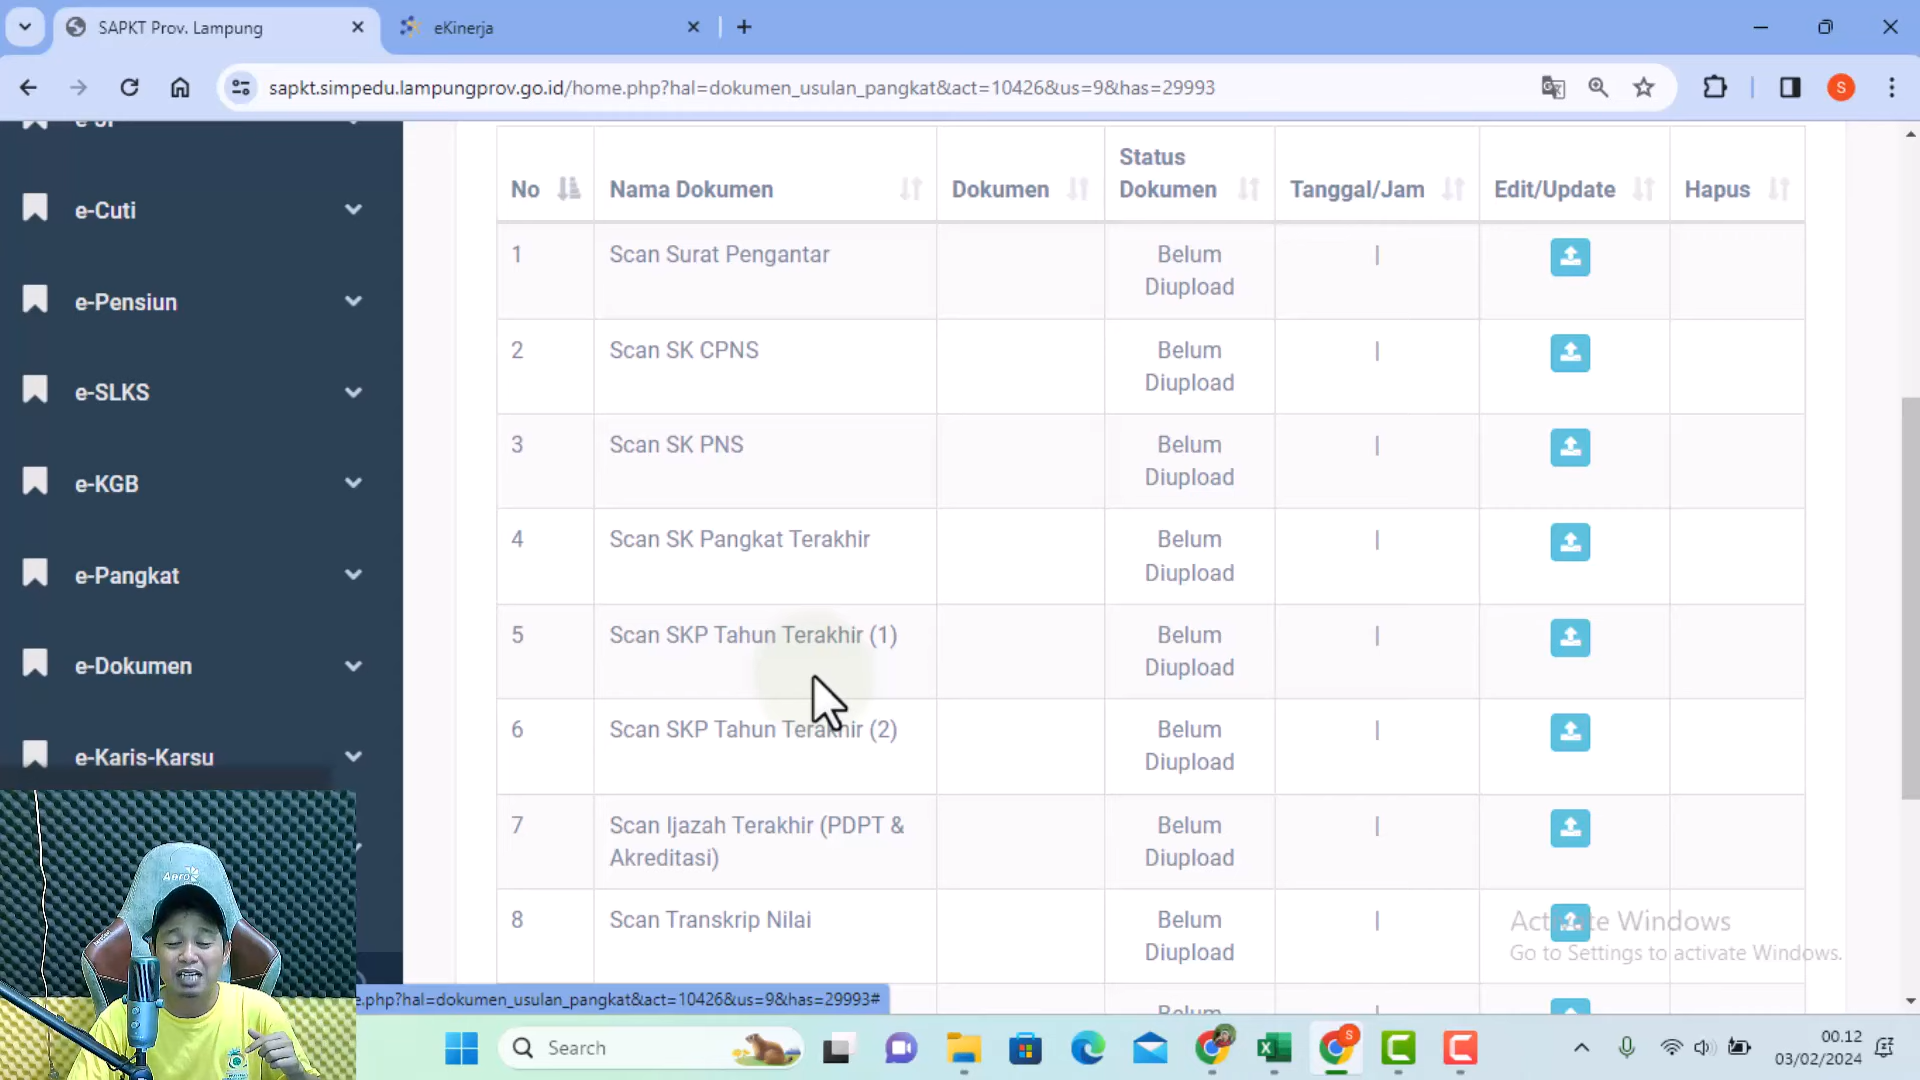 SAPKT Prov. Lampung
eKinerja
sapkt.simpedu.lampungprov.go.id/home.php?hal=dokumen_usulan_pangkat&act=10426&us=9&has=29993
S
e-Cuti
e-Pensiun
e-SLKS
e-KGB
e-Pangkat
e-Dokumen
e-Karis-Karsu
No
Nama Dokumen
Dokumen
Status
Dokumen
Tanggal/Jam
Edit/Update
Hapus
1
Scan Surat Pengantar
Belum
Diupload
|
2
Scan SK CPNS
Belum
Diupload
|
3
Scan SK PNS
Belum
Diupload
|
4
Scan SK Pangkat Terakhir
Belum
Diupload
|
5
Scan SKP Tahun Terakhir (1)
Belum
Diupload
|
6
Scan SKP Tahun Terakhir (2)
Belum
Diupload
|
7
Scan Ijazah Terakhir (PDPT &
Akreditasi)
Belum
Diupload
|
8
Scan Transkrip Nilai
Belum
Diupload
|
Belum
Activate Windows
Go to Settings to activate Windows.
e.php?hal=dokumen_usulan_pangkat&act=10426&us=9&has=29993#
Search
S
00.12
03/02/2024